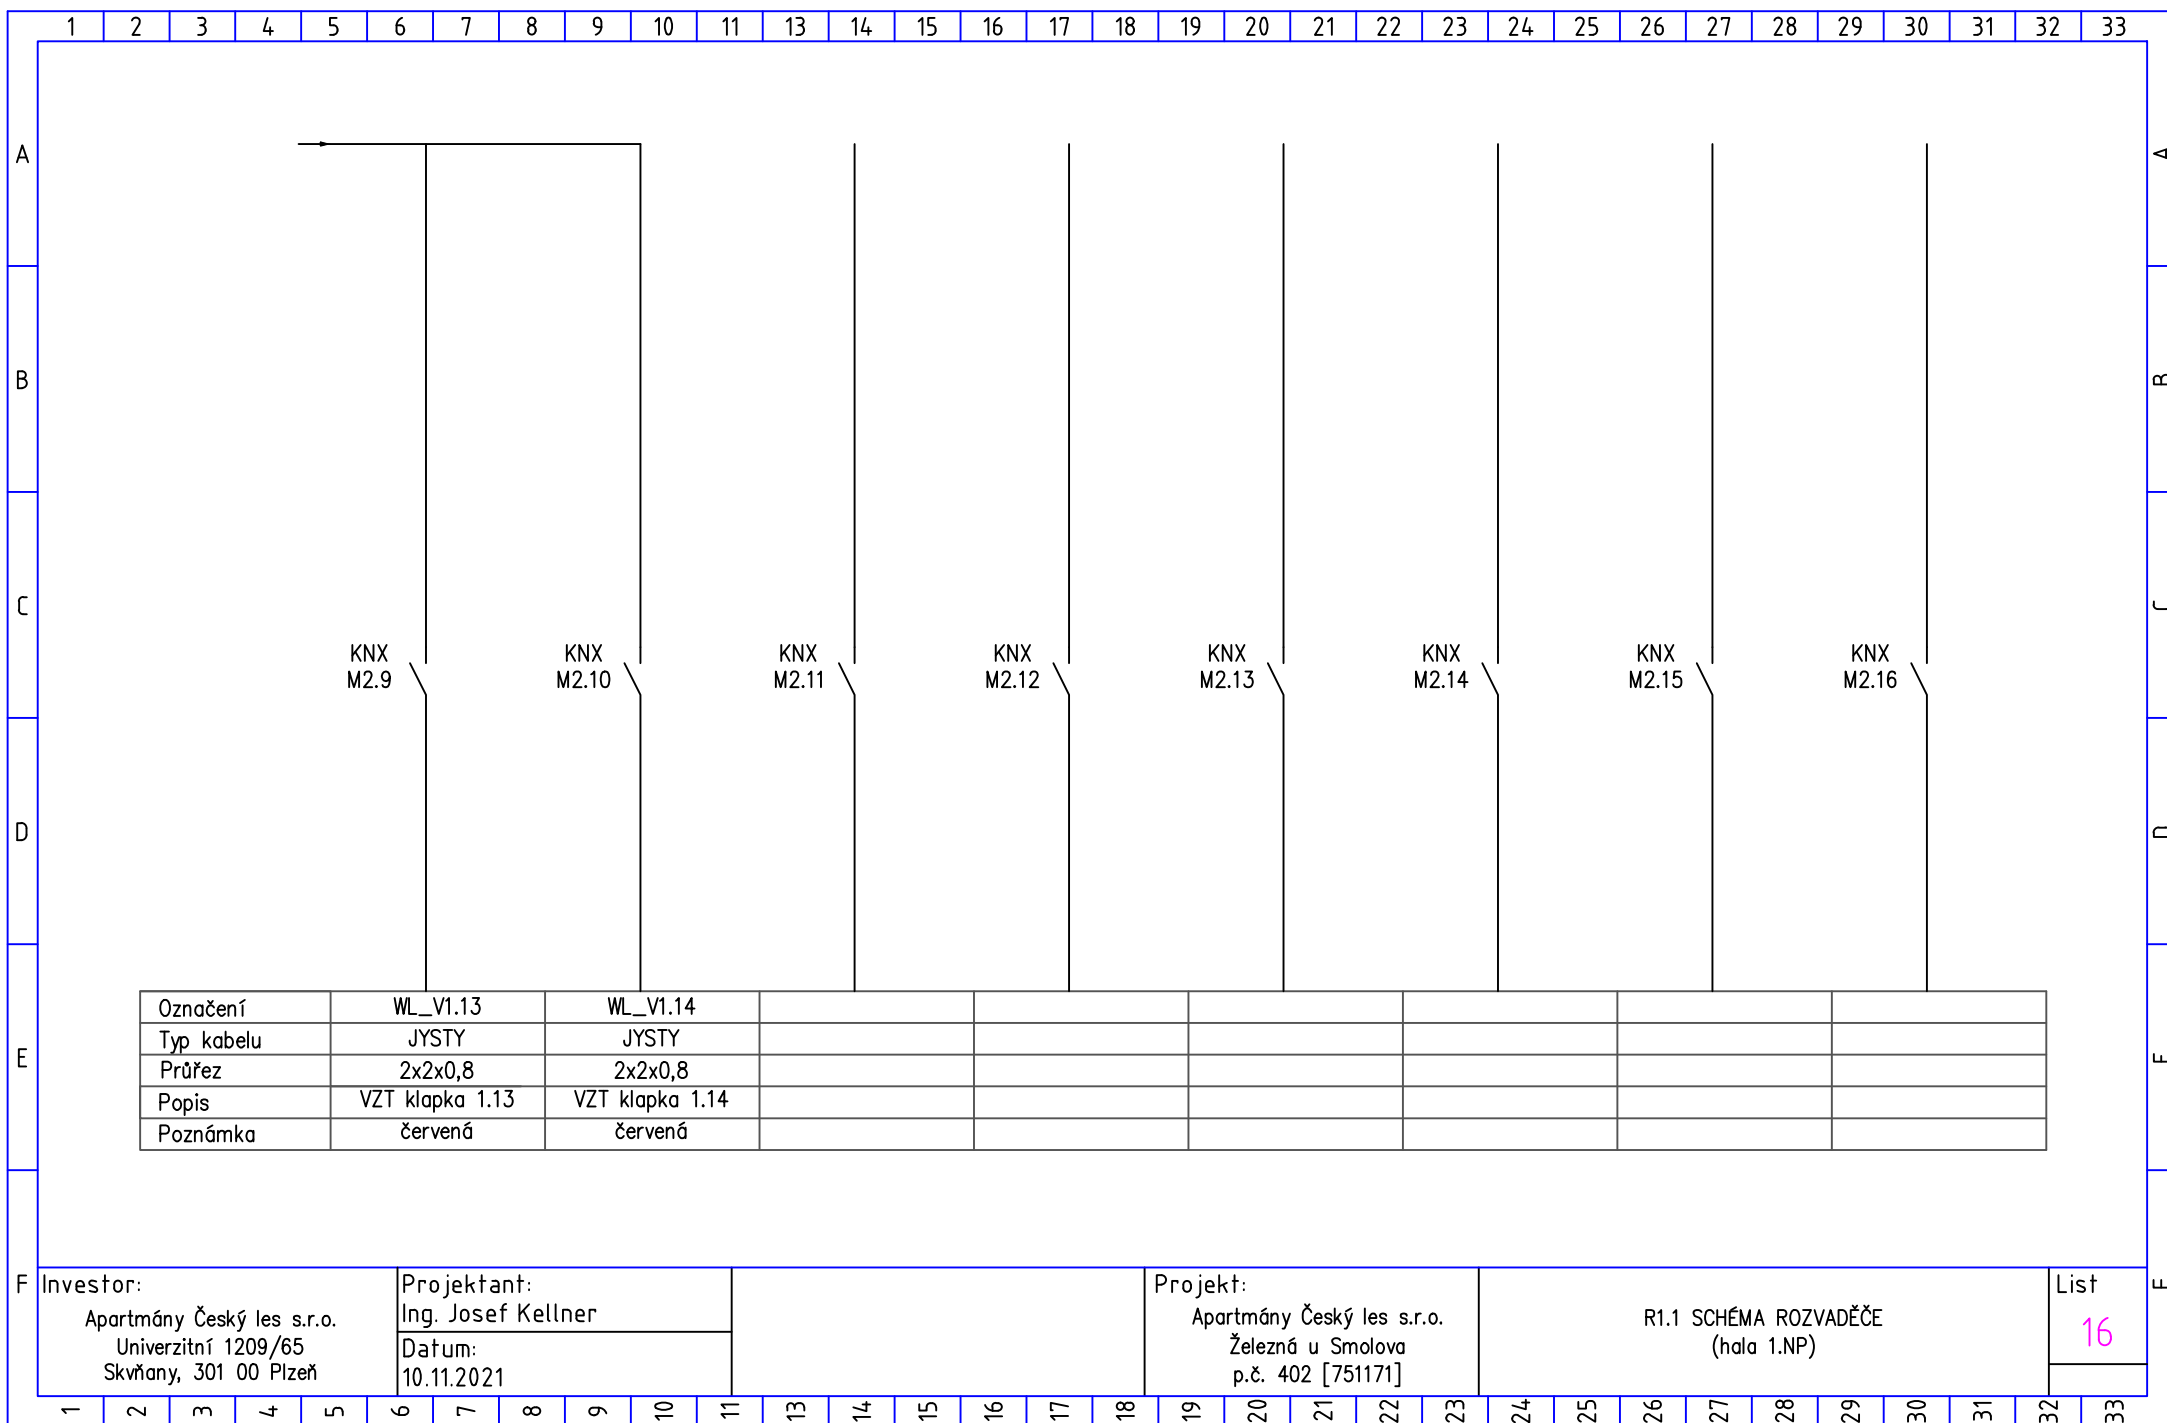 1 2 3 4 5 6 7 8 9 10 11 13 14 15 16 17 18 19 20 21 22 23 24 25 26 27 28 29 30 31 32 33
A A
B B
C C
KNX KNX KNX KNX KNX KNX KNX KNX
M2.9 M2.10 M2.11 M2.12 M2.13 M2.14 M2.15 M2.16
D D
Označení WL_V1.13 WL_V1.14
Typ kabelu JYSTY JYSTY
E E
Průřez 2x2x0,8 2x2x0,8
Popis VZT klapka 1.13 VZT klapka 1.14
Poznámka červená červená
F F
Investor:
Apartmány Český les s.r.o.
Univerzitní 1209/65
Skvňany, 301 00 Plzeň
Projektant:
Ing. Josef Kellner
Datum:
10.11.2021
Projekt:
Apartmány Český les s.r.o.
Železná u Smolova
p.č. 402 [751171]
R1.1 SCHÉMA ROZVADĚČE
(hala 1.NP)
List
16
1 2 3 4 5 6 7 8 9 10 11 13 14 15 16 17 18 19 20 21 22 23 24 25 26 27 28 29 30 31 32 33